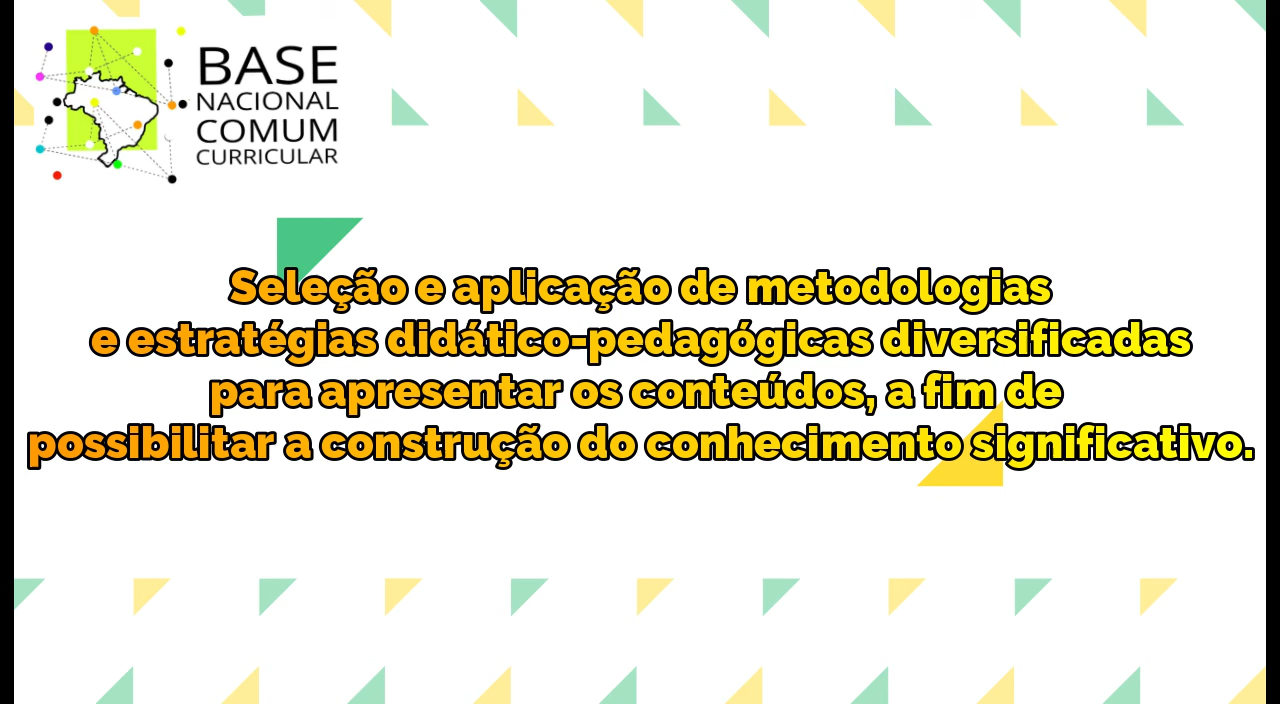 BASE
NACIONAL
COMUM
CURRICULAR
Seleção e aplicação de metodologias
e estratégias didático-pedagógicas diversificadas
para apresentar os conteúdos, a fim de
possibilitar a construção do conhecimento significativo.